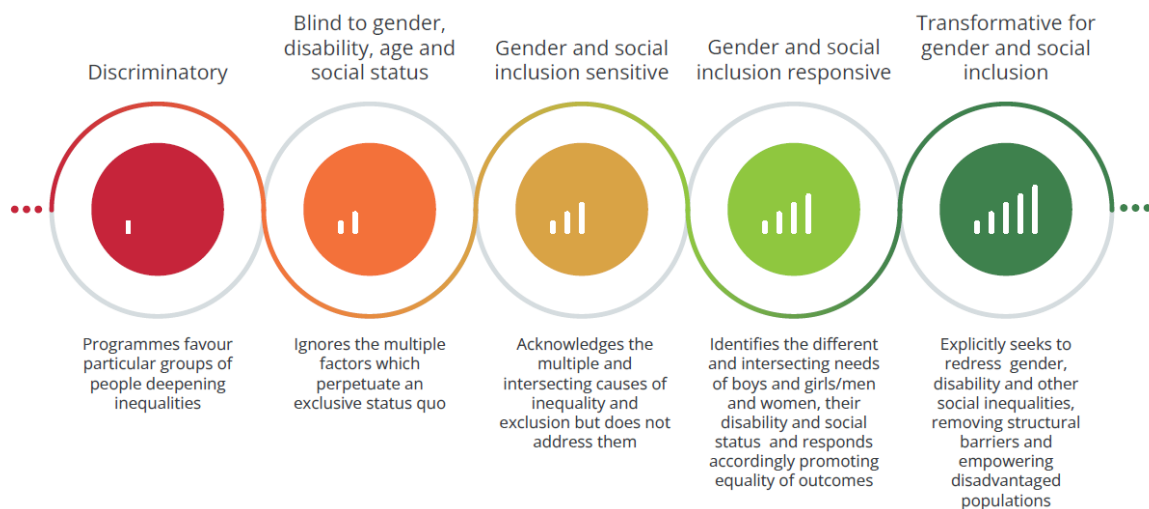 Discriminatory
Blind to gender,
disability, age and
social status
Gender and social
inclusion sensitive
Gender and social
inclusion responsive
Transformative for
gender and social
inclusion
Programmes favour
particular groups of
people deepening
inequalities
Ignores the multiple
factors which
perpetuate an
exclusive status quo
Acknowledges the
multiple and
intersecting causes of
inequality and
exclusion but does not
address them
Identifies the different
and intersecting needs
of boys and girls/men
and women, their
disability and social
status and responds
accordingly promoting
equality of outcomes
Explicitly seeks to
redress gender,
disability and other
social inequalities,
removing structural
barriers and
empowering
disadvantaged
populations